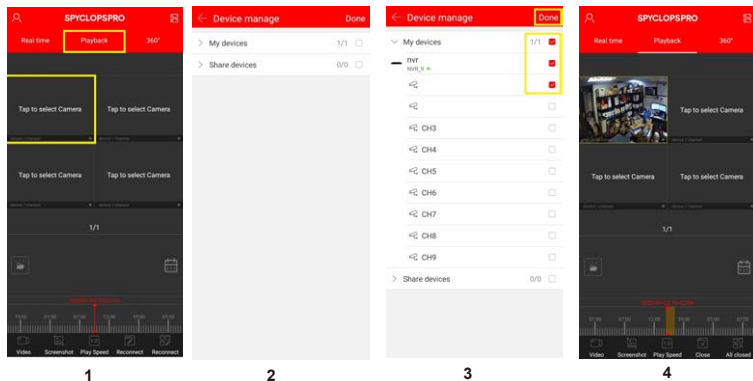 SPYCLOPSPRO
Real time Playback 360°
Tap to select Camera Tap to select Camera
Tap to select Camera Tap to select Camera
1/1
Video Screenshot Play Speed Reconnect Reconnect
1
Device manage Done
My devices 1/1
Share devices 0/0
2
Device manage Done
My devices 1/1
nvr
NVR_9
CH3
CH4
CH5
CH6
CH7
CH8
CH9
Share devices 0/0
3
SPYCLOPSPRO
Real time Playback 360°
Tap to select Camera
Tap to select Camera Tap to select Camera
1/1
Video Screenshot Play Speed Close All closed
4